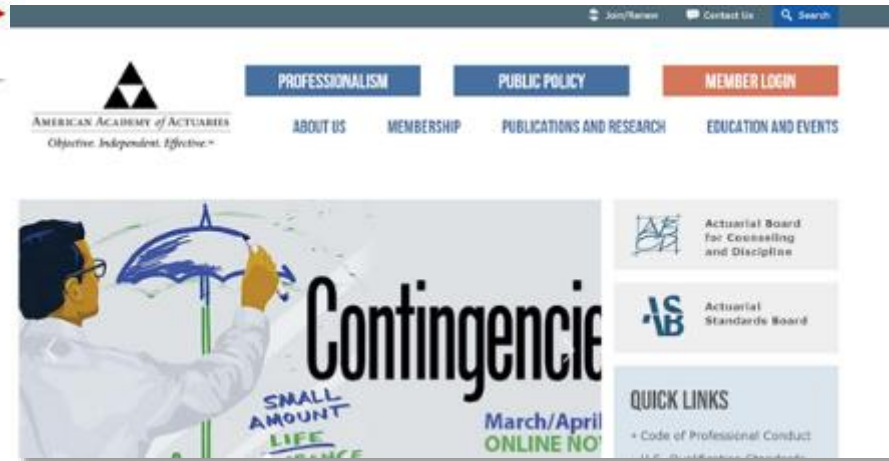 Join/Renew Contact Us Search
PROFESSIONALISM PUBLIC POLICY MEMBER LOGIN
AMERICAN ACADEMY of ACTUARIES
Objective. Independent. Effective.™
ABOUT US MEMBERSHIP PUBLICATIONS AND RESEARCH EDUCATION AND EVENTS
Actuarial Board
for Counseling
and Discipline
Contingencie
ASB
Actuarial
Standards Board
SMALL
AMOUNT
LIFE
March/April
ONLINE NO
QUICK LINKS
• Code of Professional Conduct